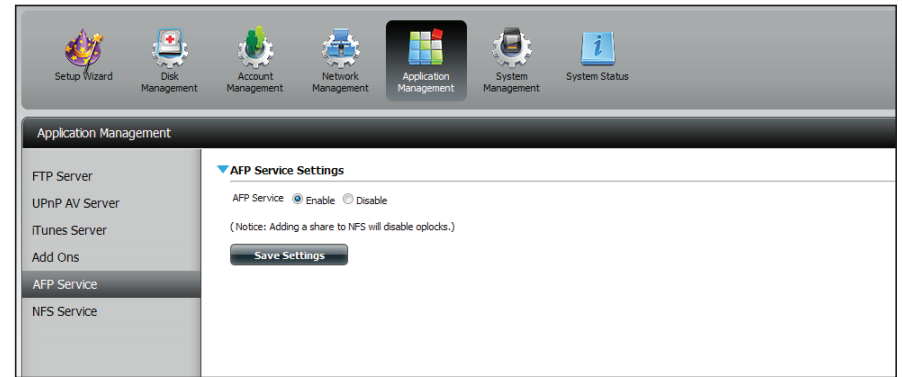 Setup Wizard
Disk
Management
Account
Management
Network
Management
Application
Management
System
Management
System Status
Application Management
FTP Server
UPnP AV Server
iTunes Server
Add Ons
AFP Service
NFS Service
AFP Service Settings
AFP Service Enable Disable
(Notice: Adding a share to NFS will disable oplocks.)
Save Settings